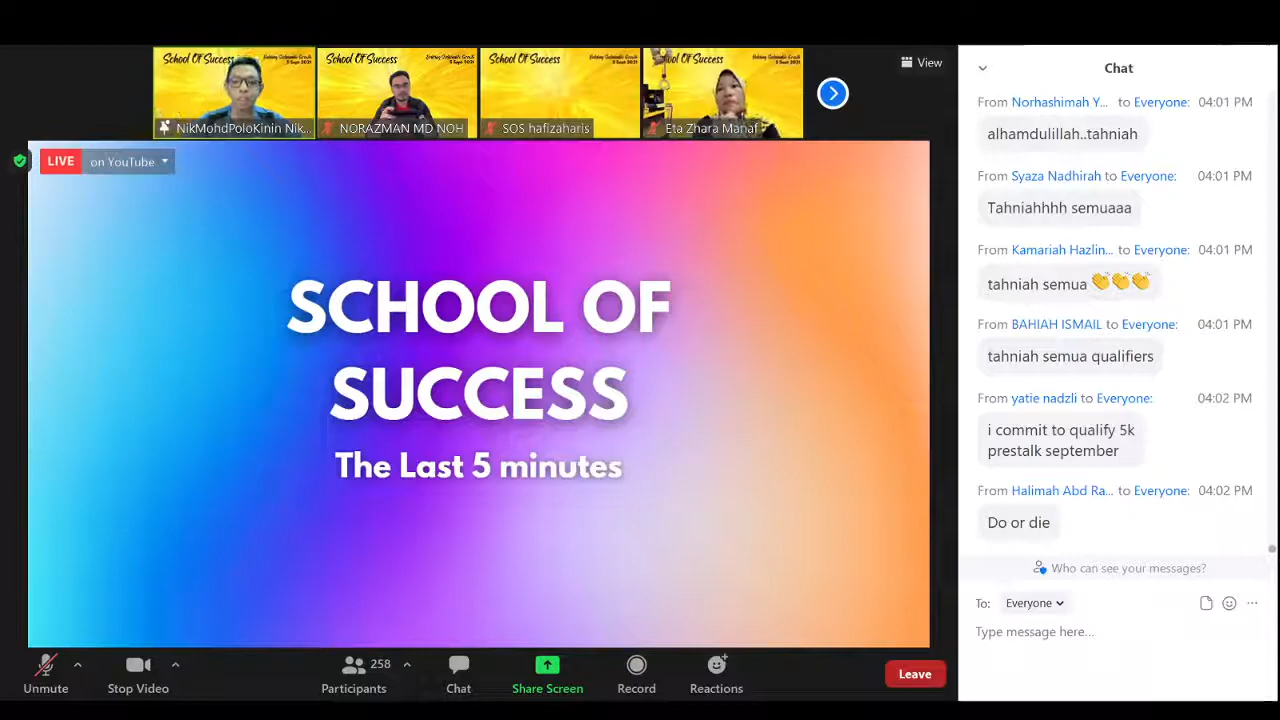 School Of Success
School Of Success
School Of Success
School Of Success
View
NikMohdPoloKinin Nik...
NORAZMAN MD NOH
SOS hafizaharis
Eta Zhara Manaf
LIVE on YouTube
SCHOOL OF
SUCCESS
The Last 5 minutes
Unmute
Stop Video
258
Participants
Chat
Share Screen
Record
Reactions
Leave
Chat
From Norhashimah Y... to Everyone: 04:01 PM
alhamdulillah..tahniah
From Syaza Nadhirah to Everyone: 04:01 PM
Tahniahhhh semuaaa
From Kamariah Hazlin... to Everyone: 04:01 PM
tahniah semua 👏👏👏
From BAHIAH ISMAIL to Everyone: 04:01 PM
tahniah semua qualifiers
From yatie nadzli to Everyone: 04:02 PM
i commit to qualify 5k
prestalk september
From Halimah Abd Ra... to Everyone: 04:02 PM
Do or die
Who can see your messages?
To: Everyone
Type message here...